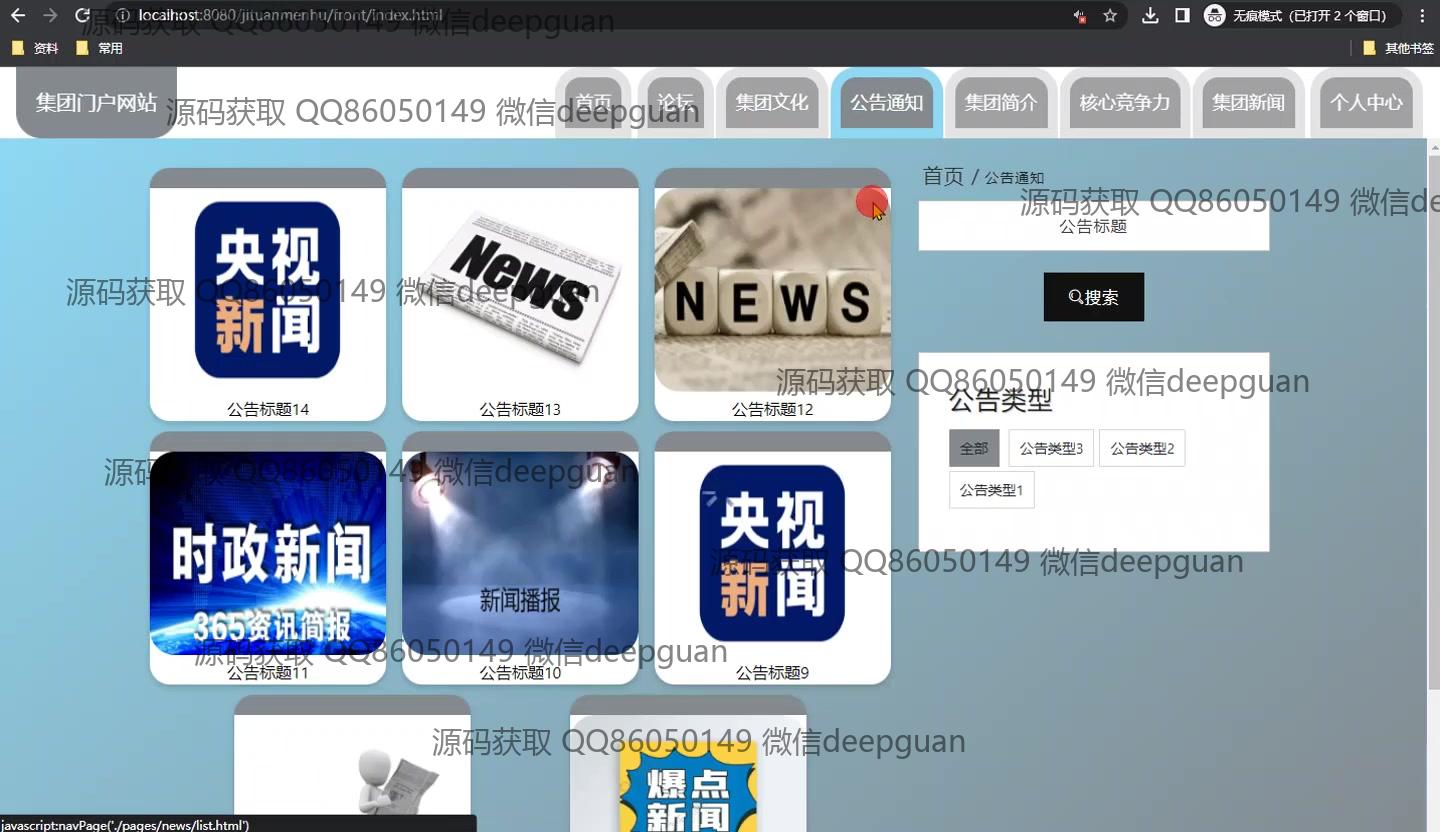 localhost:8080/jituanmenhu/front/index.html
无痕模式（已打开 2 个窗口）
资料
常用
其他书签
源码获取 QQ86050149 微信deepguan
集团门户网站
首页
论坛
集团文化
公告通知
集团简介
核心竞争力
集团新闻
个人中心
源码获取 QQ86050149 微信deepguan
首页 / 公告通知
源码获取 QQ86050149 微信de
公告标题
搜索
央视
新闻
公告标题14
News
公告标题13
NEWS
公告标题12
源码获取 QQ86050149 微信deepguan
源码获取 QQ86050149 微信deepguan
公告类型
全部
公告类型3
公告类型2
公告类型1
源码获取 QQ86050149 微信deepguan
时政新闻
365资讯简报
公告标题11
新闻播报
公告标题10
央视
新闻
公告标题9
源码获取 QQ86050149 微信deepguan
源码获取 QQ86050149 微信deepguan
源码获取 QQ86050149 微信deepguan
爆点
新闻
javascript:navPage('./pages/news/list.html')